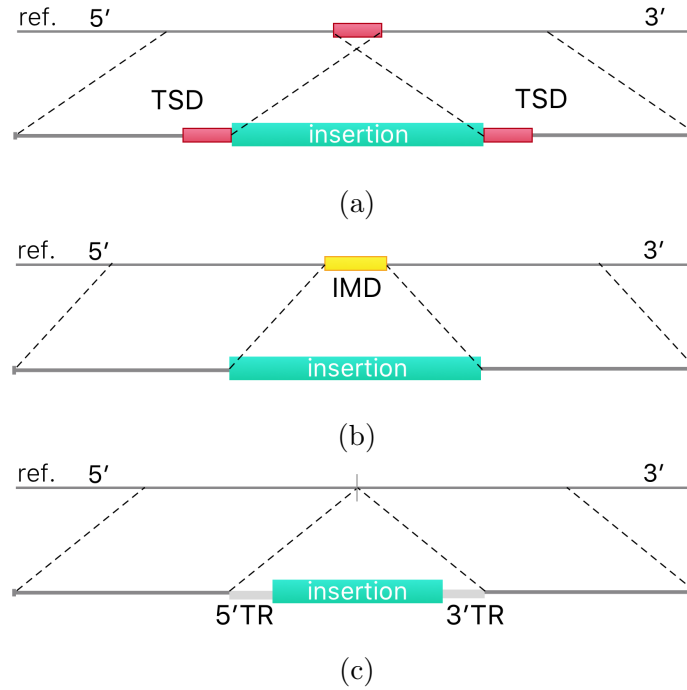 ref. 5′ 3′
TSD TSD
insertion
(a)
ref. 5′ 3′
IMD
insertion
(b)
ref. 5′ 3′
insertion
5′TR 3′TR
(c)